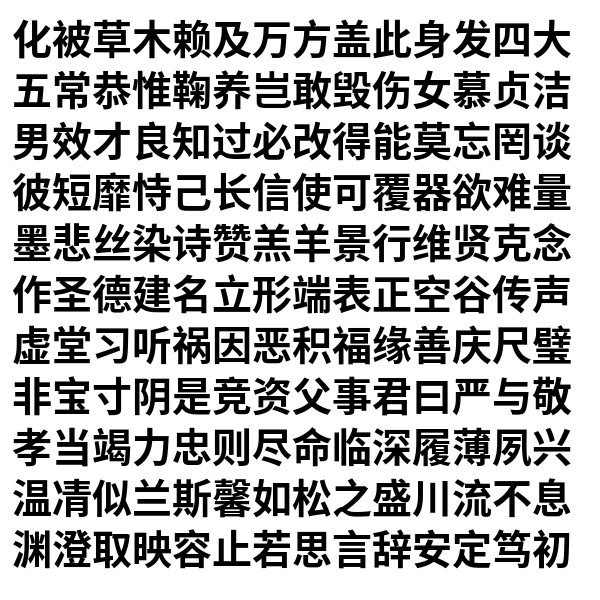 化被草木赖及万方盖此身发四大
五常恭惟鞠养岂敢毁伤女慕贞洁
男效才良知过必改得能莫忘罔谈
彼短靡恃己长信使可覆器欲难量
墨悲丝染诗赞羔羊景行维贤克念
作圣德建名立形端表正空谷传声
虚堂习听祸因恶积福缘善庆尺璧
非宝寸阴是竞资父事君曰严与敬
孝当竭力忠则尽命临深履薄夙兴
温凊似兰斯馨如松之盛川流不息
渊澄取映容止若思言辞安定笃初